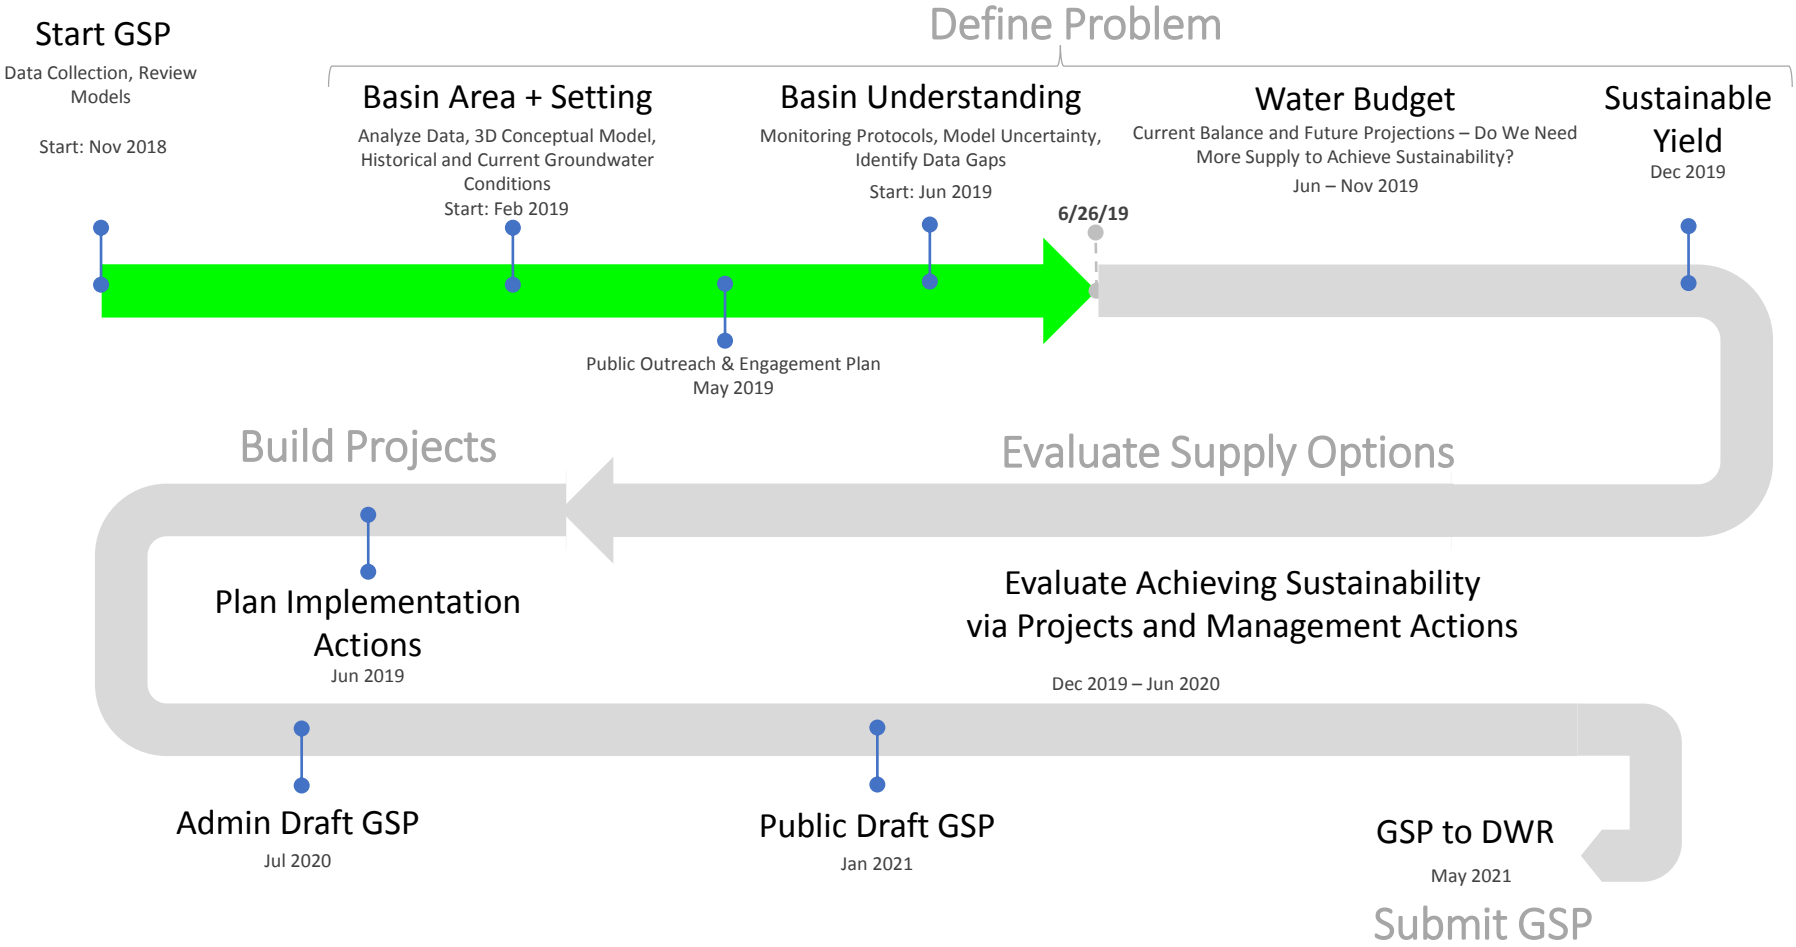 Define Problem
Start GSP
Data Collection, Review
Models
Start: Nov 2018
Basin Area + Setting
Analyze Data, 3D Conceptual Model,
Historical and Current Groundwater
Conditions
Start: Feb 2019
Basin Understanding
Monitoring Protocols, Model Uncertainty,
Identify Data Gaps
Start: Jun 2019
6/26/19
Water Budget
Current Balance and Future Projections – Do We Need
More Supply to Achieve Sustainability?
Jun – Nov 2019
Sustainable
Yield
Dec 2019
Public Outreach & Engagement Plan
May 2019
Build Projects
Evaluate Supply Options
Plan Implementation
Actions
Jun 2019
Evaluate Achieving Sustainability
via Projects and Management Actions
Dec 2019 – Jun 2020
Admin Draft GSP
Jul 2020
Public Draft GSP
Jan 2021
GSP to DWR
May 2021
Submit GSP